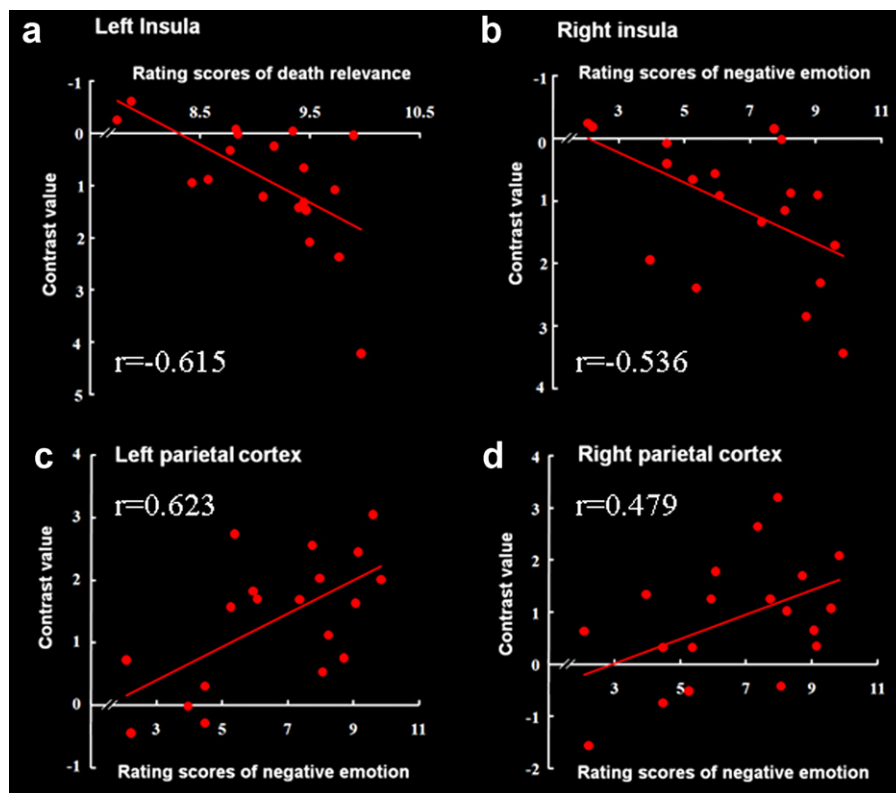 a Left Insula
Rating scores of death relevance
-1
8.5 9.5 10.5
0
1
2
3
4
5
Contrast value
r=-0.615
b Right insula
Rating scores of negative emotion
-1
3 5 7 9 11
0
1
2
3
4
Contrast value
r=-0.536
c Left parietal cortex
r=0.623
4
3
2
1
0
-1
3 5 7 9 11
Contrast value
Rating scores of negative emotion
d Right parietal cortex
r=0.479
4
3
2
1
0
-1
-2
3 5 7 9 11
Contrast value
Rating scores of negative emotion